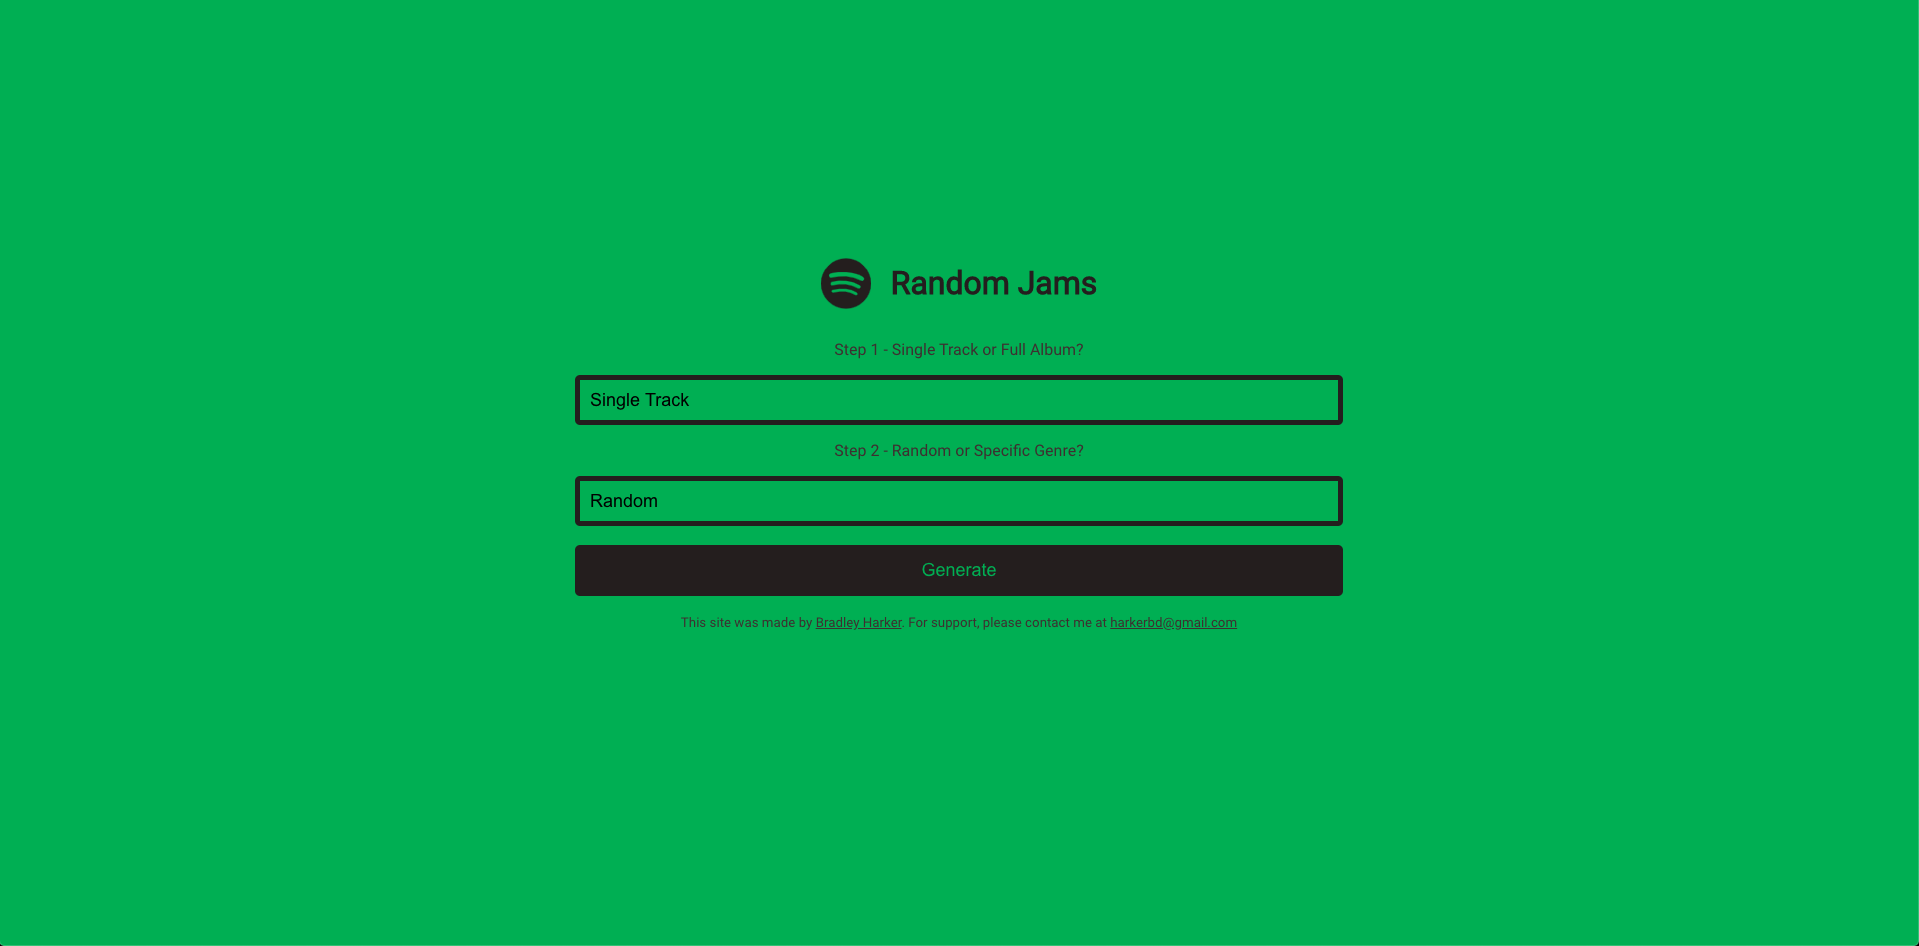 Random Jams
Step 1 - Single Track or Full Album?
Single Track
Step 2 - Random or Specific Genre?
Random
Generate
This site was made by Bradley Harker. For support, please contact me at harkerbd@gmail.com